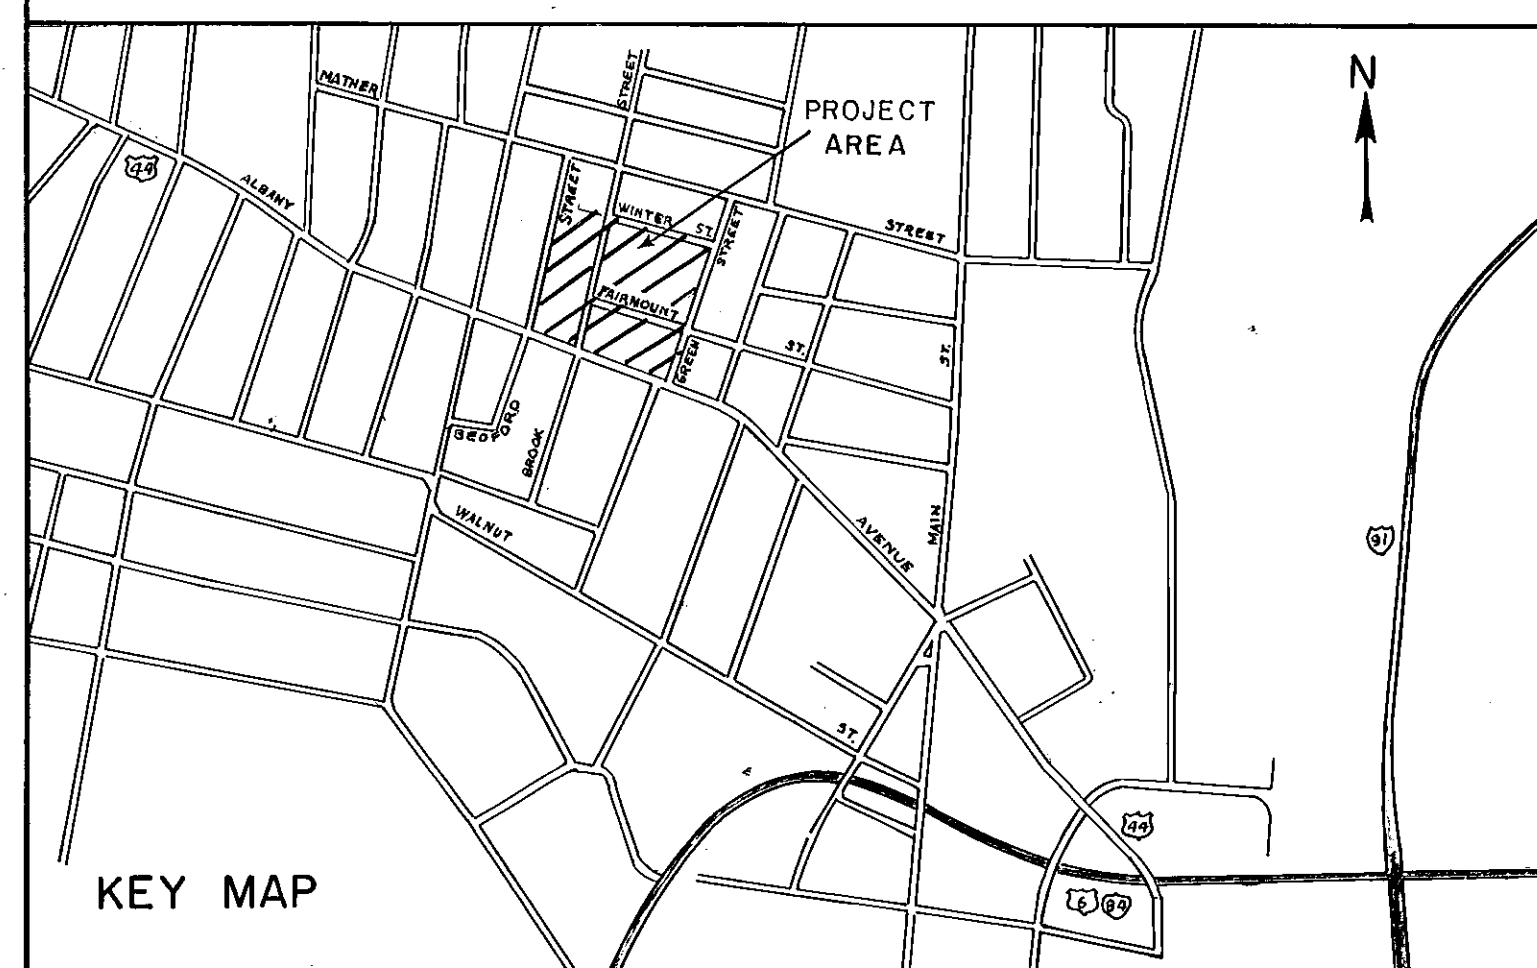 N
MATHER
STREET
PROJECT
AREA
44
ALBANY
STREET
WINTER
ST.
STREET
STREET
FAIRMOUNT
ST.
ST.
GREEN
BEDFORD
BROOK
WALNUT
AVENUE
MAIN
91
ST.
44
6
84
KEY MAP